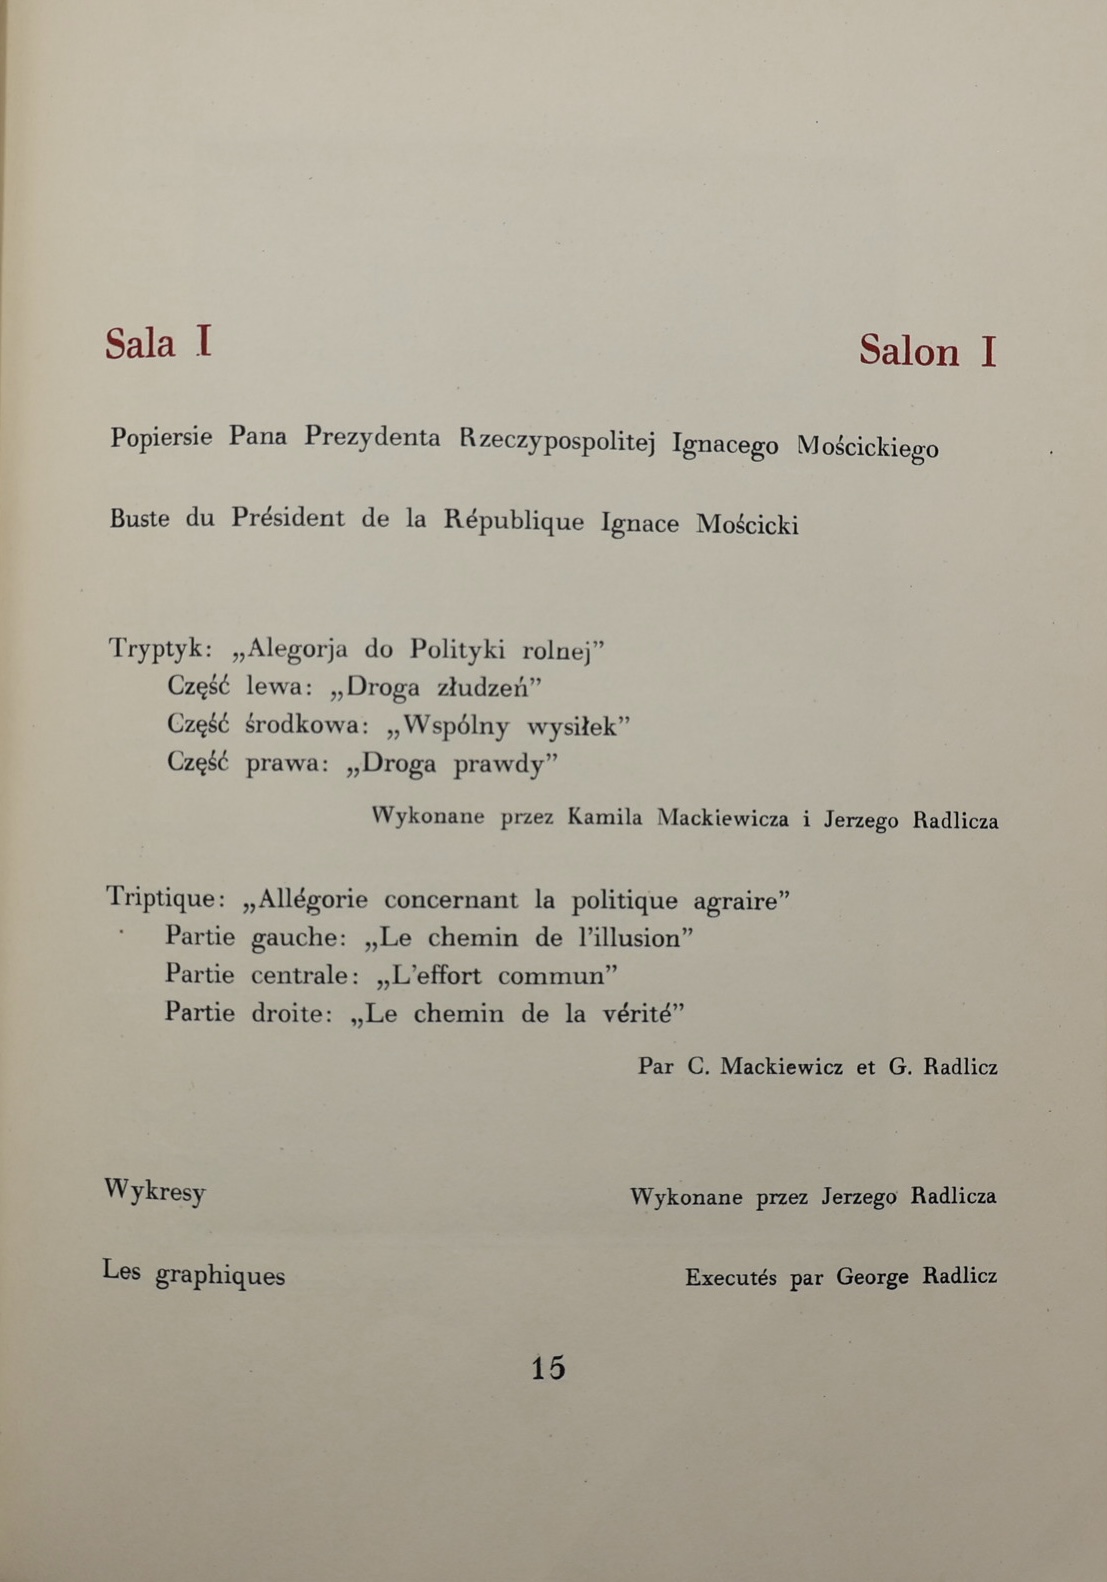 Sala I
Salon I
Popiersie Pana Prezydenta Rzeczypospolitej Ignacego Mościckiego
Buste du Président de la République Ignace Mościcki
Tryptyk: „Alegorja do Polityki rolnej”
Część lewa: „Droga złudzeń”
Część środkowa: „Wspólny wysiłek”
Część prawa: „Droga prawdy”
Wykonane przez Kamila Mackiewicza i Jerzego Radlicza
Triptique: „Allégorie concernant la politique agraire”
Partie gauche: „Le chemin de l'illusion”
Partie centrale: „L'effort commun”
Partie droite: „Le chemin de la vérité”
Par C. Mackiewicz et G. Radlicz
Wykresy
Wykonane przez Jerzego Radlicza
Les graphiques
Executés par George Radlicz
15